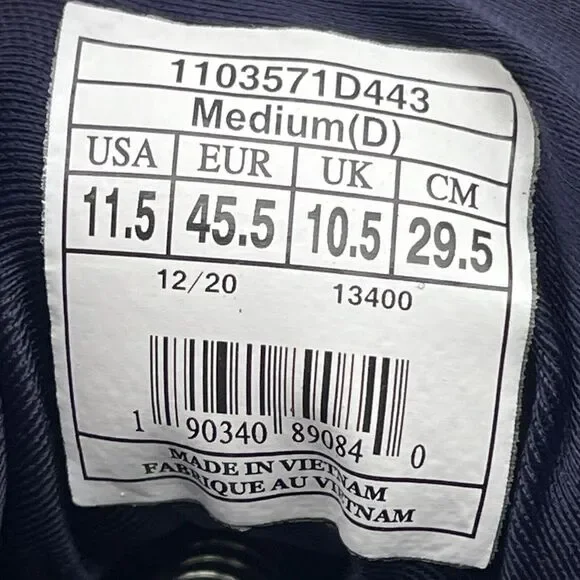 1103571D443
Medium(D)
USA EUR UK CM
11.5 45.5 10.5 29.5
12/20 13400
1 90340 89084 0
MADE IN VIETNAM
FABRIQUE AU VIETNAM